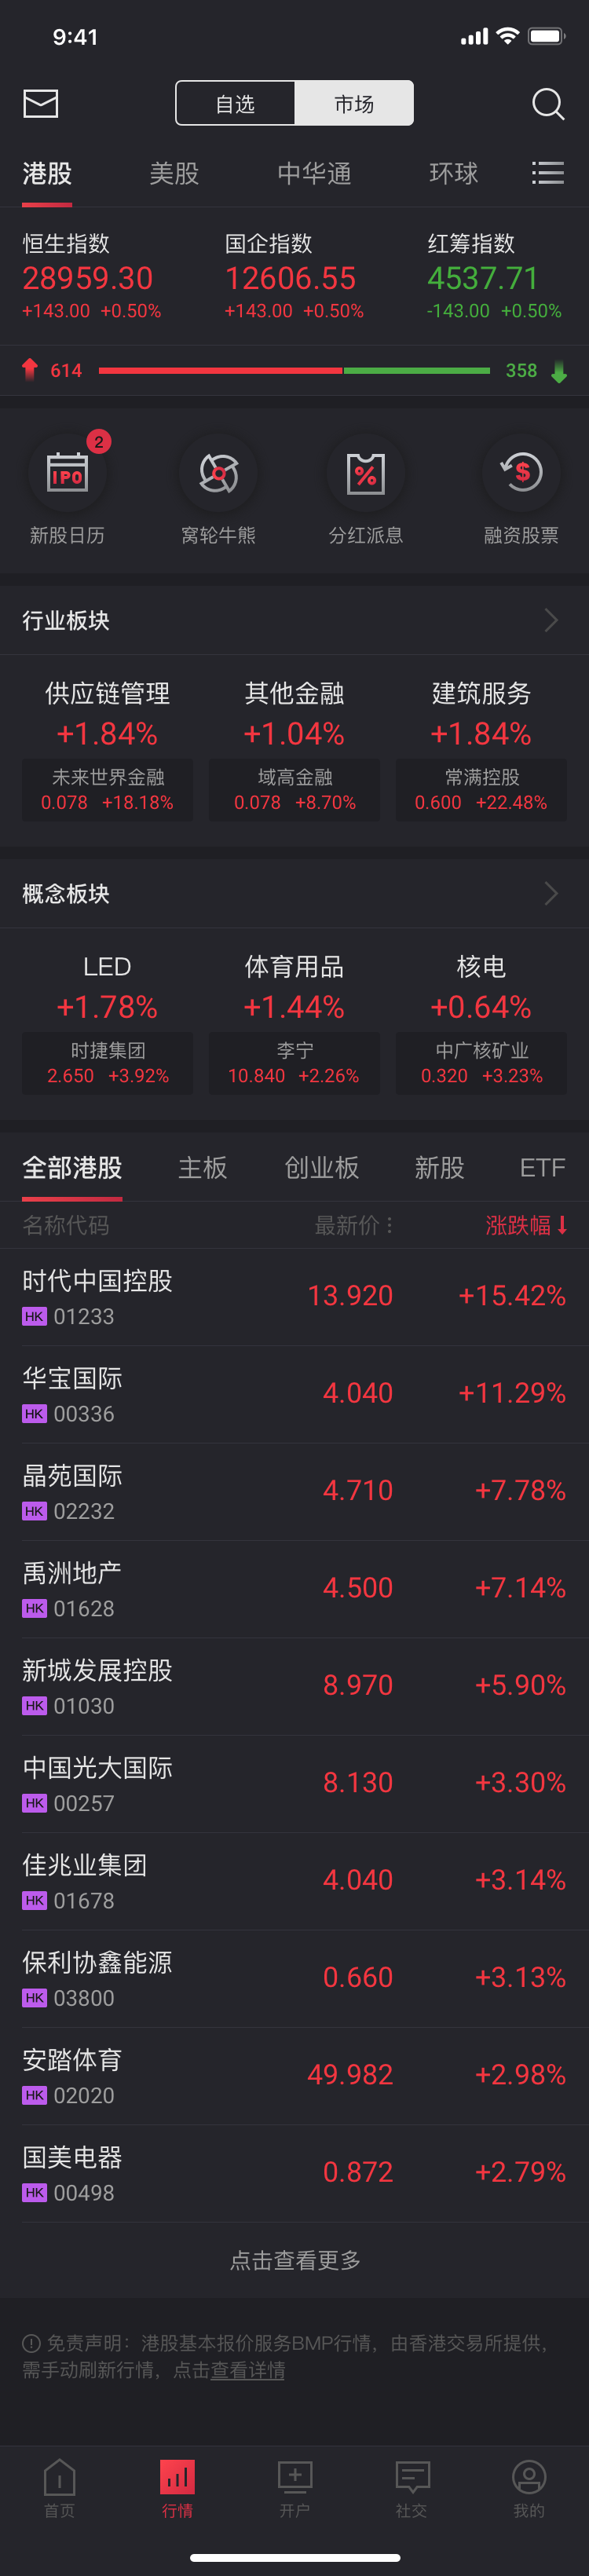 9:41
自选 市场
港股 美股 中华通 环球
恒生指数 国企指数 红筹指数
28959.30 12606.55 4537.71
+143.00 +0.50% +143.00 +0.50% -143.00 +0.50%
614 358
2
IPO % $
新股日历 窝轮牛熊 分红派息 融资股票
行业板块
供应链管理 其他金融 建筑服务
+1.84% +1.04% +1.84%
未来世界金融 域高金融 常满控股
0.078 +18.18% 0.078 +8.70% 0.600 +22.48%
概念板块
LED 体育用品 核电
+1.78% +1.44% +0.64%
时捷集团 李宁 中广核矿业
2.650 +3.92% 10.840 +2.26% 0.320 +3.23%
全部港股 主板 创业板 新股 ETF
名称代码 最新价 涨跌幅
时代中国控股
HK 01233 13.920 +15.42%
华宝国际
HK 00336 4.040 +11.29%
晶苑国际
HK 02232 4.710 +7.78%
禹洲地产
HK 01628 4.500 +7.14%
新城发展控股
HK 01030 8.970 +5.90%
中国光大国际
HK 00257 8.130 +3.30%
佳兆业集团
HK 01678 4.040 +3.14%
保利协鑫能源
HK 03800 0.660 +3.13%
安踏体育
HK 02020 49.982 +2.98%
国美电器
HK 00498 0.872 +2.79%
点击查看更多
免责声明：港股基本报价服务BMP行情，由香港交易所提供，
需手动刷新行情，点击查看详情
首页 行情 开户 社交 我的